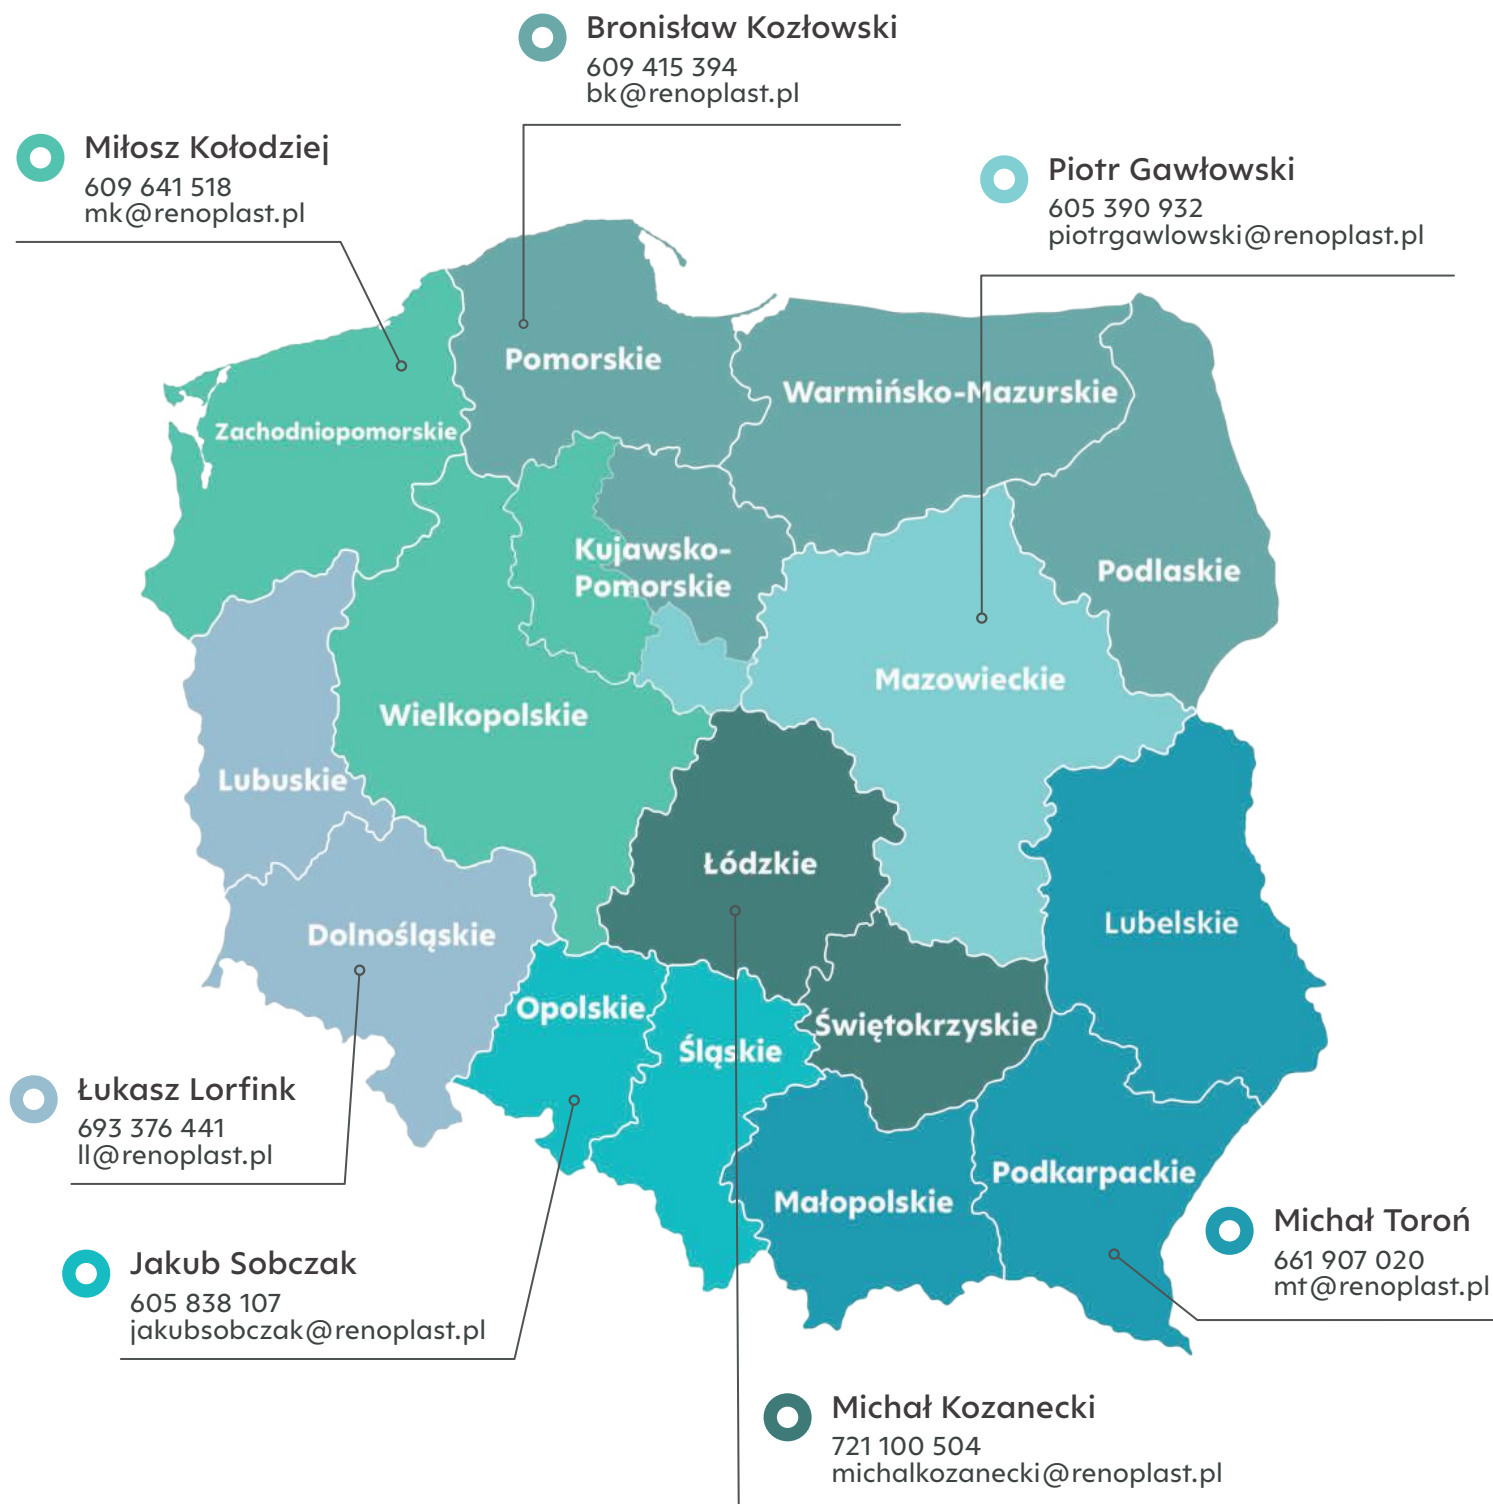 Bronisław Kozłowski
609 415 394
bk@renoplast.pl
Miłosz Kołodziej
609 641 518
mk@renoplast.pl
Piotr Gawłowski
605 390 932
piotrgawlowski@renoplast.pl
Pomorskie
Warmińsko-Mazurskie
Zachodniopomorskie
Kujawsko-
Pomorskie
Podlaskie
Mazowieckie
Wielkopolskie
Lubuskie
Łódzkie
Lubelskie
Dolnośląskie
Opolskie
Śląskie
Świętokrzyskie
Łukasz Lorfink
693 376 441
ll@renoplast.pl
Małopolskie
Podkarpackie
Michał Toroń
661 907 020
mt@renoplast.pl
Jakub Sobczak
605 838 107
jakubsobczak@renoplast.pl
Michał Kozanecki
721 100 504
michalkozanecki@renoplast.pl